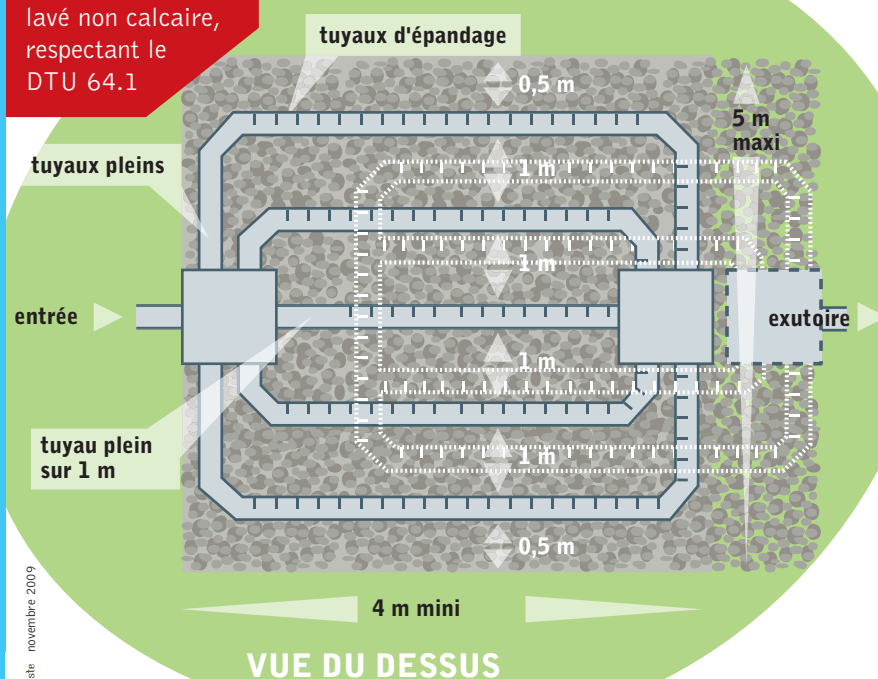 lavé non calcaire,
respectant le
DTU 64.1
tuyaux d'épandage
0,5 m
5 m
maxi
tuyaux pleins
1 m
1 m
entrée
exutoire
1 m
tuyau plein
sur 1 m
1 m
0,5 m
4 m mini
VUE DU DESSUS
novembre 2009